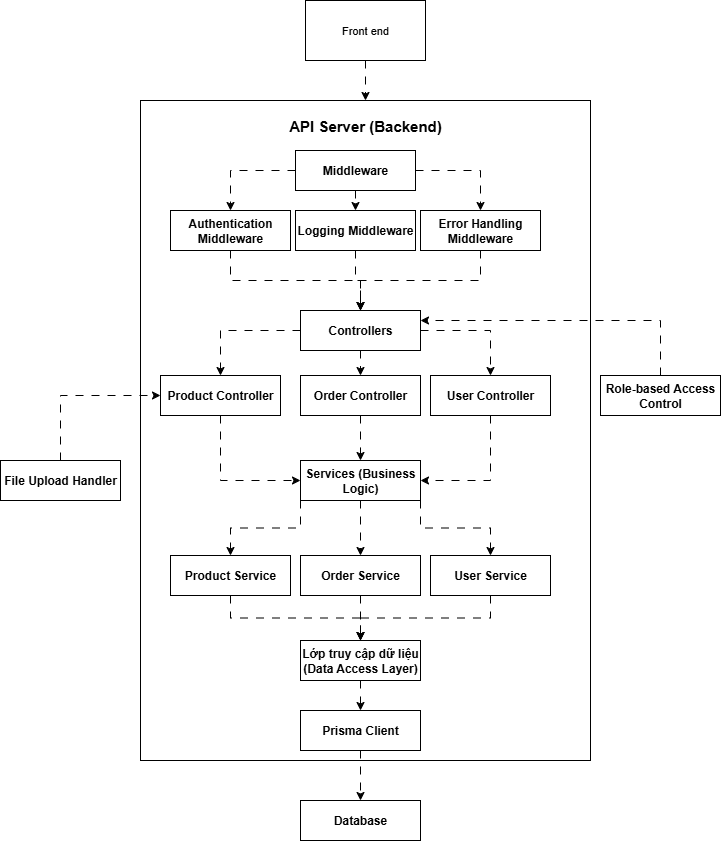 Front end
API Server (Backend)
Middleware
Authentication
Middleware
Logging Middleware
Error Handling
Middleware
Controllers
Product Controller
Order Controller
User Controller
Role-based Access
Control
File Upload Handler
Services (Business
Logic)
Product Service
Order Service
User Service
Lớp truy cập dữ liệu
(Data Access Layer)
Prisma Client
Database